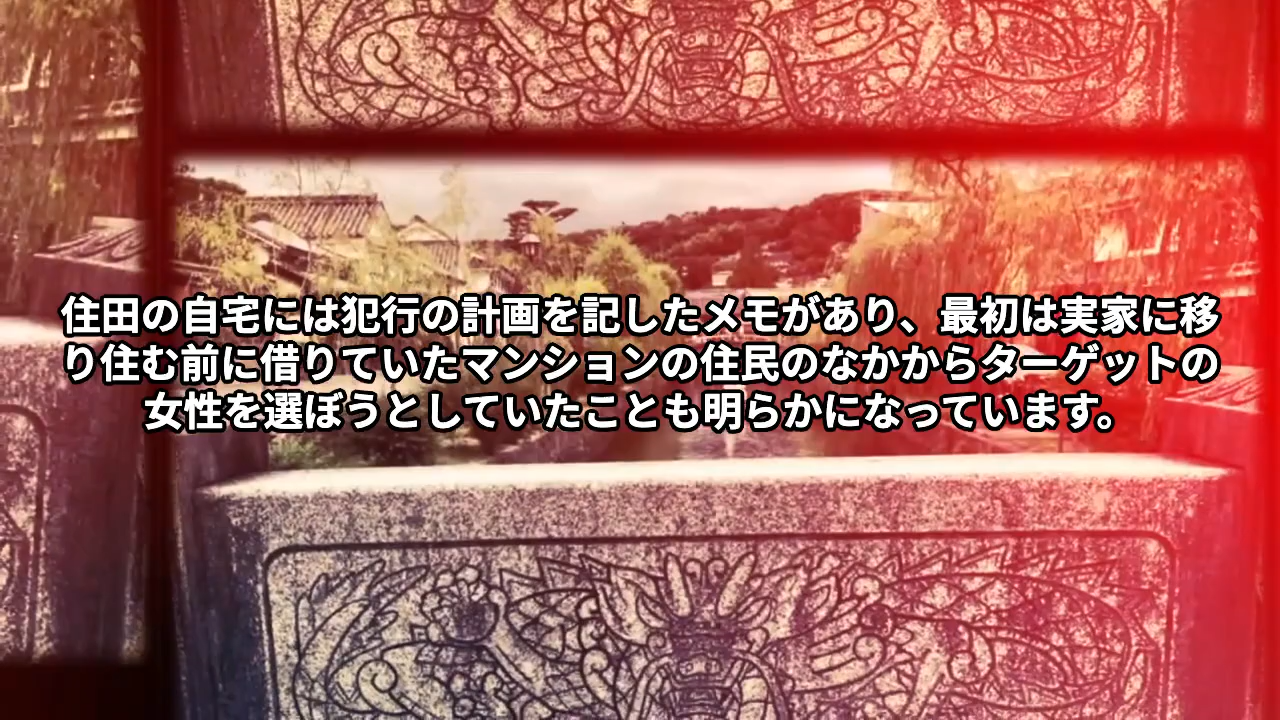 住田の自宅には犯行の計画を記したメモがあり、最初は実家に移
り住む前に借りていたマンションの住民のなかからターゲットの
女性を選ぼうとしていたことも明らかになっています。